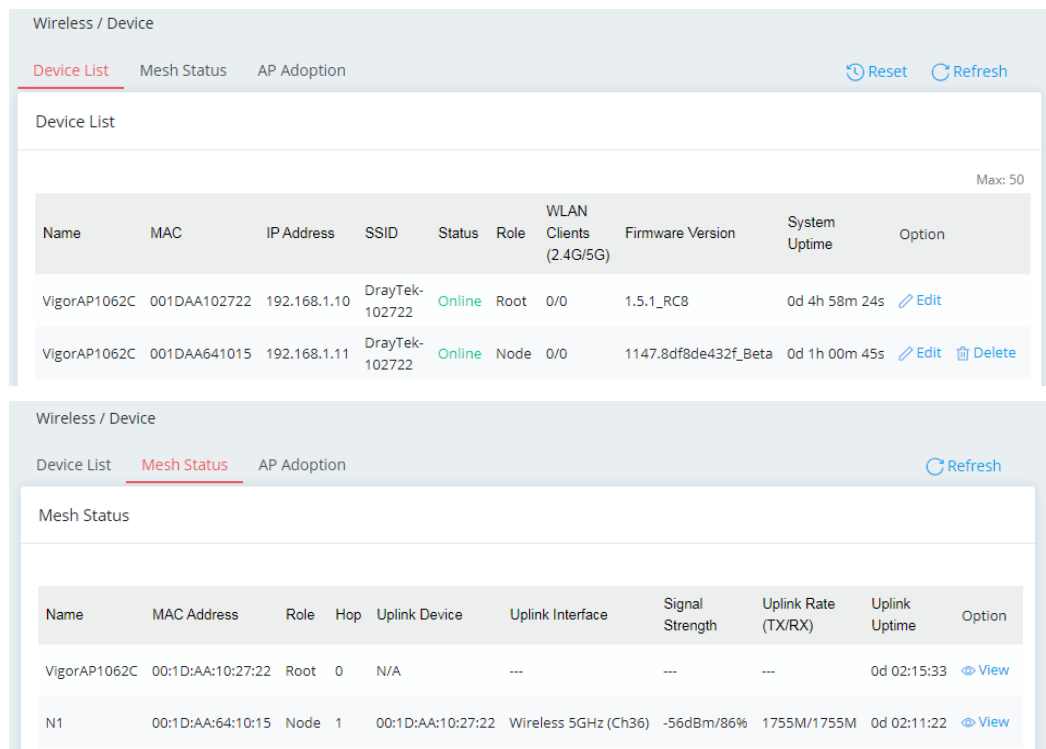 Wireless / Device
Device List Mesh Status AP Adoption Reset Refresh
Device List
Max: 50
Name MAC IP Address SSID Status Role WLAN Clients (2.4G/5G) Firmware Version System Uptime Option
VigorAP1062C 001DAA102722 192.168.1.10 DrayTek-102722 Online Root 0/0 1.5.1_RC8 0d 4h 58m 24s Edit
VigorAP1062C 001DAA641015 192.168.1.11 DrayTek-102722 Online Node 0/0 1147.8df8de432f_Beta 0d 1h 00m 45s Edit Delete
Wireless / Device
Device List Mesh Status AP Adoption Refresh
Mesh Status
Name MAC Address Role Hop Uplink Device Uplink Interface Signal Strength Uplink Rate (TX/RX) Uplink Uptime Option
VigorAP1062C 00:1D:AA:10:27:22 Root 0 N/A --- --- --- 0d 02:15:33 View
N1 00:1D:AA:64:10:15 Node 1 00:1D:AA:10:27:22 Wireless 5GHz (Ch36) -56dBm/86% 1755M/1755M 0d 02:11:22 View